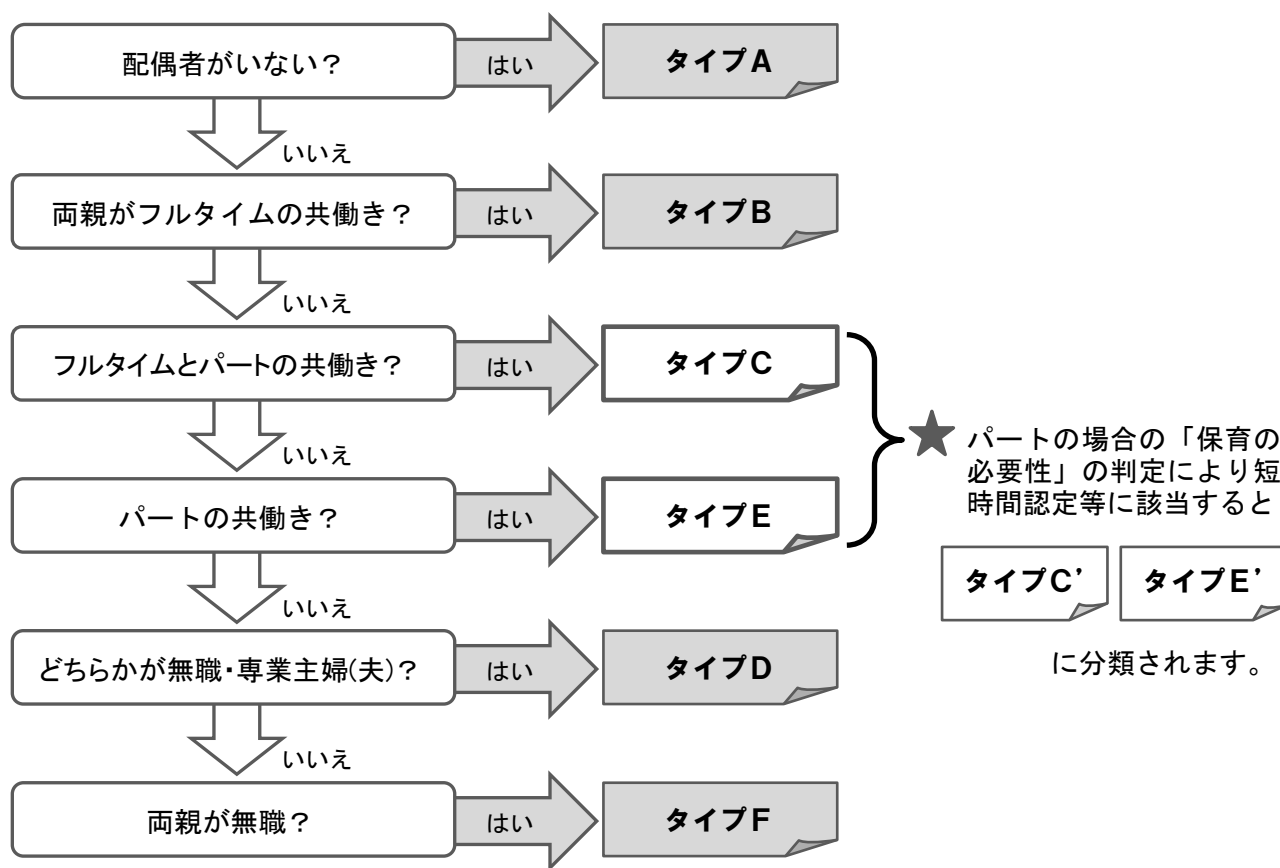 配偶者がいない？
はい
タイプA
いいえ
両親がフルタイムの共働き？
はい
タイプB
いいえ
フルタイムとパートの共働き？
はい
タイプC
いいえ
パートの共働き？
はい
タイプE
いいえ
どちらかが無職・専業主婦(夫)？
はい
タイプD
いいえ
両親が無職？
はい
タイプF
★ パートの場合の「保育の
必要性」の判定により短
時間認定等に該当すると
タイプC’
タイプE’
に分類されます。